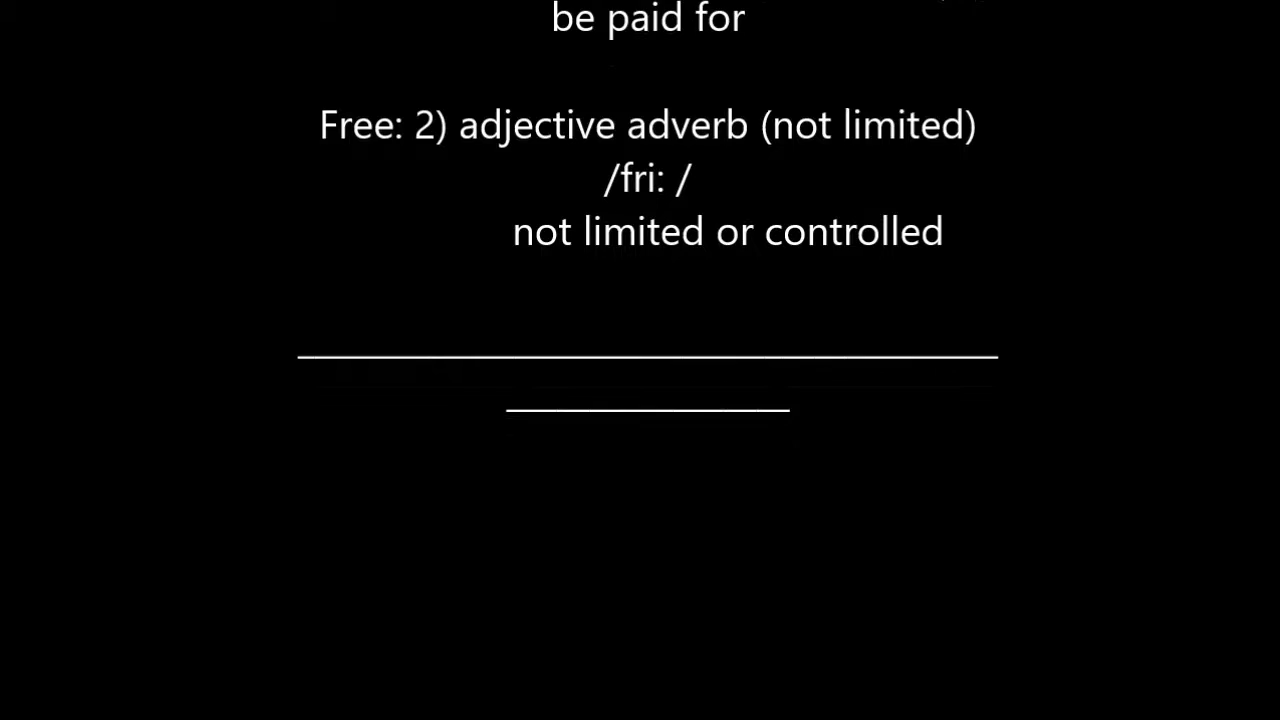 be paid for
Free: 2) adjective adverb (not limited)
/fri: /
not limited or controlled